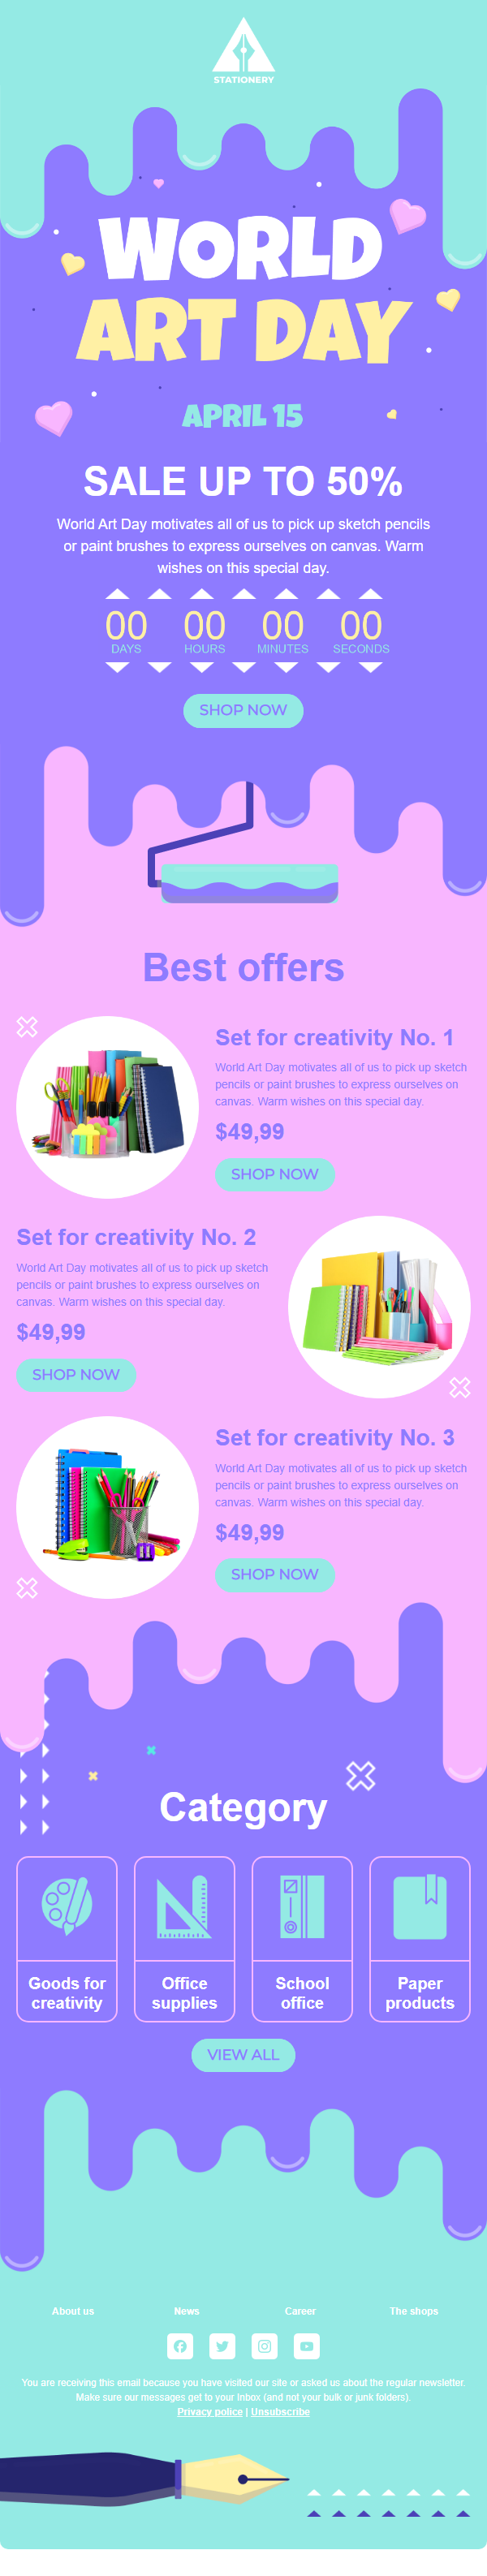 STATIONERY
WORLD
ART DAY
APRIL 15
SALE UP TO 50%
World Art Day motivates all of us to pick up sketch pencils
or paint brushes to express ourselves on canvas. Warm
wishes on this special day.
00 00 00 00
DAYS HOURS MINUTES SECONDS
SHOP NOW
Best offers
Set for creativity No. 1
World Art Day motivates all of us to pick up sketch
pencils or paint brushes to express ourselves on
canvas. Warm wishes on this special day.
$49,99
SHOP NOW
Set for creativity No. 2
World Art Day motivates all of us to pick up sketch
pencils or paint brushes to express ourselves on
canvas. Warm wishes on this special day.
$49,99
SHOP NOW
Set for creativity No. 3
World Art Day motivates all of us to pick up sketch
pencils or paint brushes to express ourselves on
canvas. Warm wishes on this special day.
$49,99
SHOP NOW
Category
Goods for
creativity
Office
supplies
School
office
Paper
products
VIEW ALL
About us News Career The shops
You are receiving this email because you have visited our site or asked us about the regular newsletter.
Make sure our messages get to your Inbox (and not your bulk or junk folders).
Privacy police | Unsubscribe